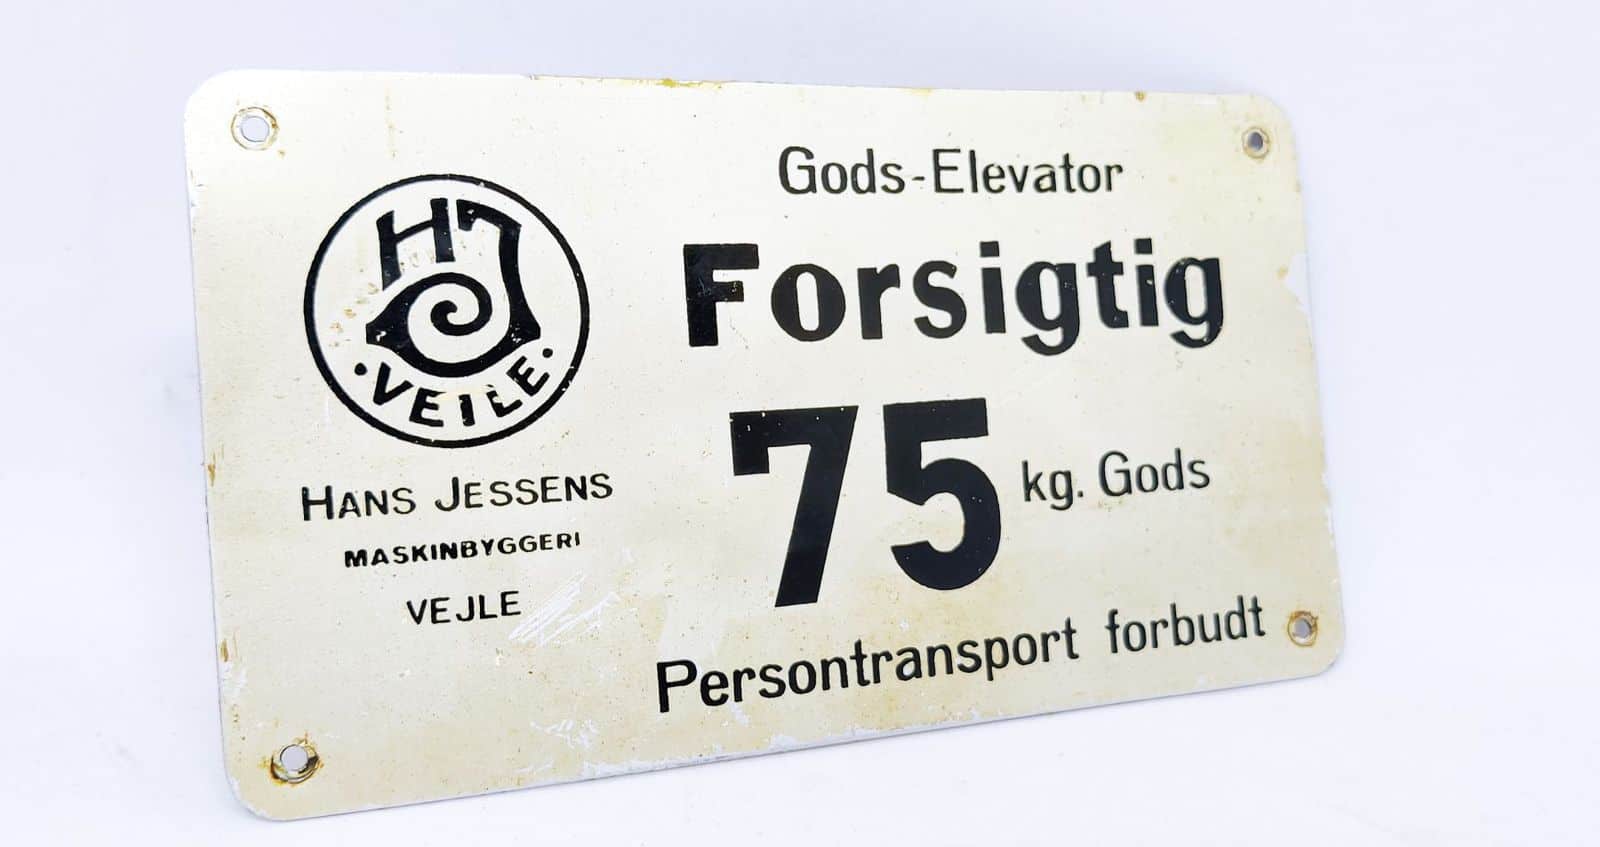 HJ
·VEJLE·
HANS JESSENS
MASKINBYGGERI
VEJLE
Gods-Elevator
Forsigtig
75 kg. Gods
Persontransport forbudt